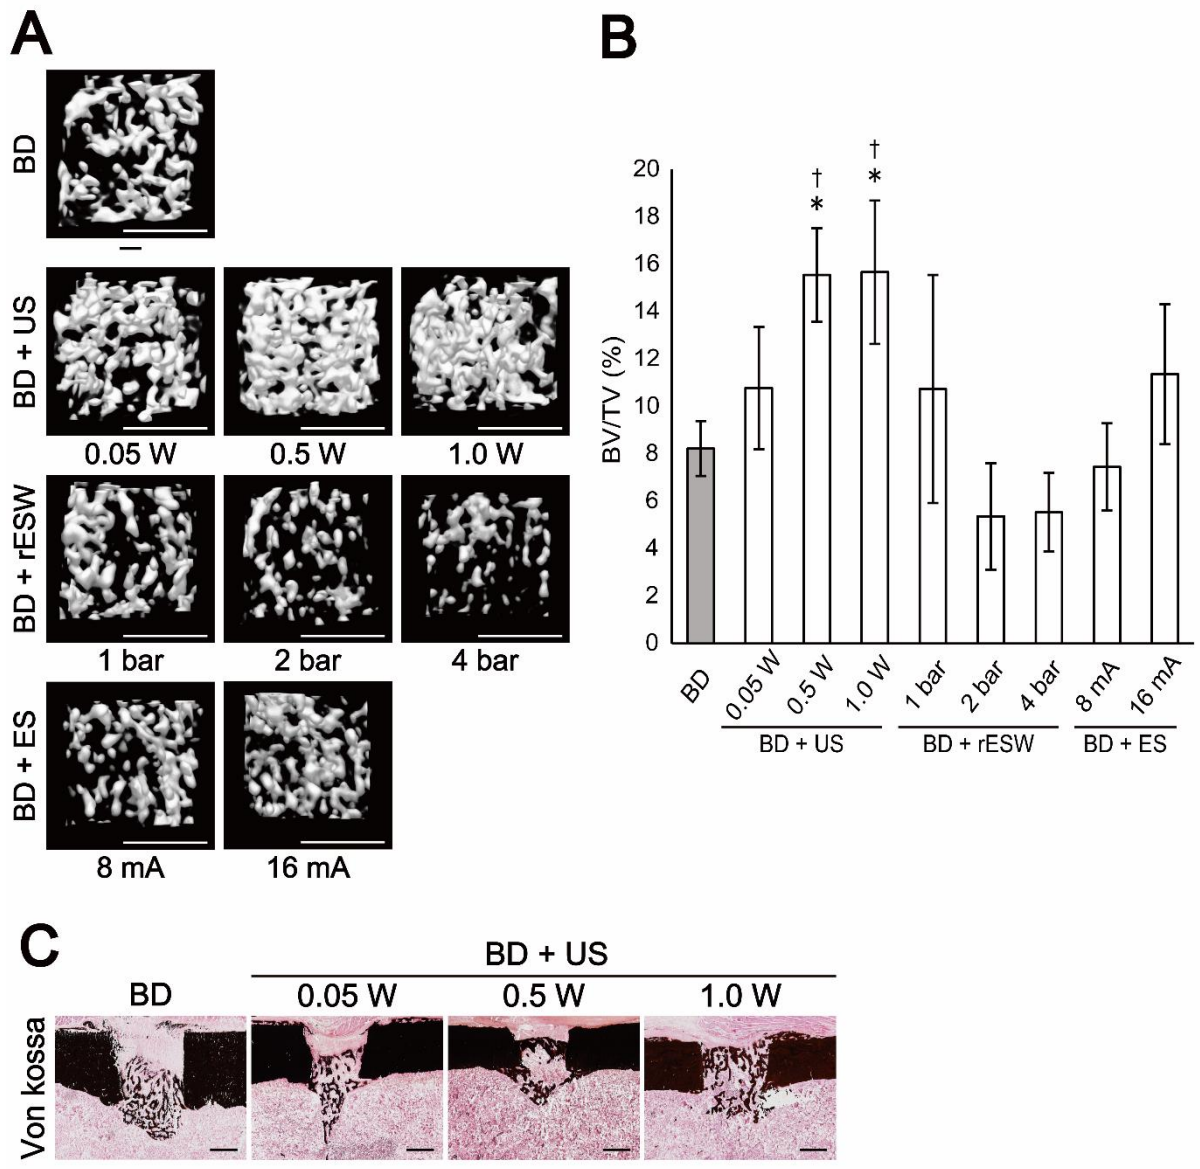 A
BD
BD + US
0.05 W
0.5 W
1.0 W
BD + rESW
1 bar
2 bar
4 bar
BD + ES
8 mA
16 mA
B
BV/TV (%)
20
18
16
14
12
10
8
6
4
2
0
†
*
†
*
BD
0.05 W
0.5 W
1.0 W
1 bar
2 bar
4 bar
8 mA
16 mA
BD + US
BD + rESW
BD + ES
C
BD + US
BD
0.05 W
0.5 W
1.0 W
Von kossa